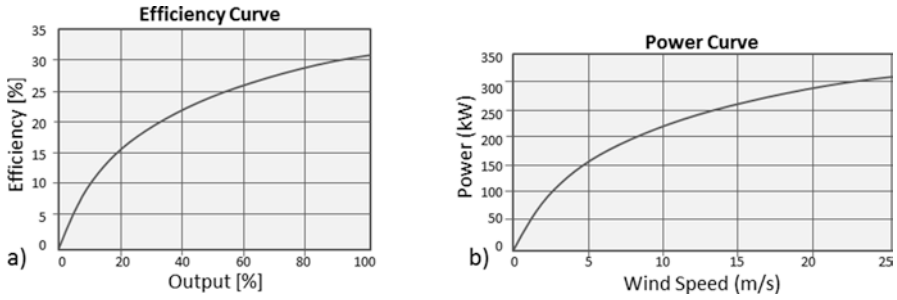 Efficiency Curve
35
30
25
20
15
10
5
0
Efficiency [%]
0 20 40 60 80 100
Output [%]
a)
Power Curve
350
300
250
200
150
100
50
0
Power (kW)
0 5 10 15 20 25
Wind Speed (m/s)
b)